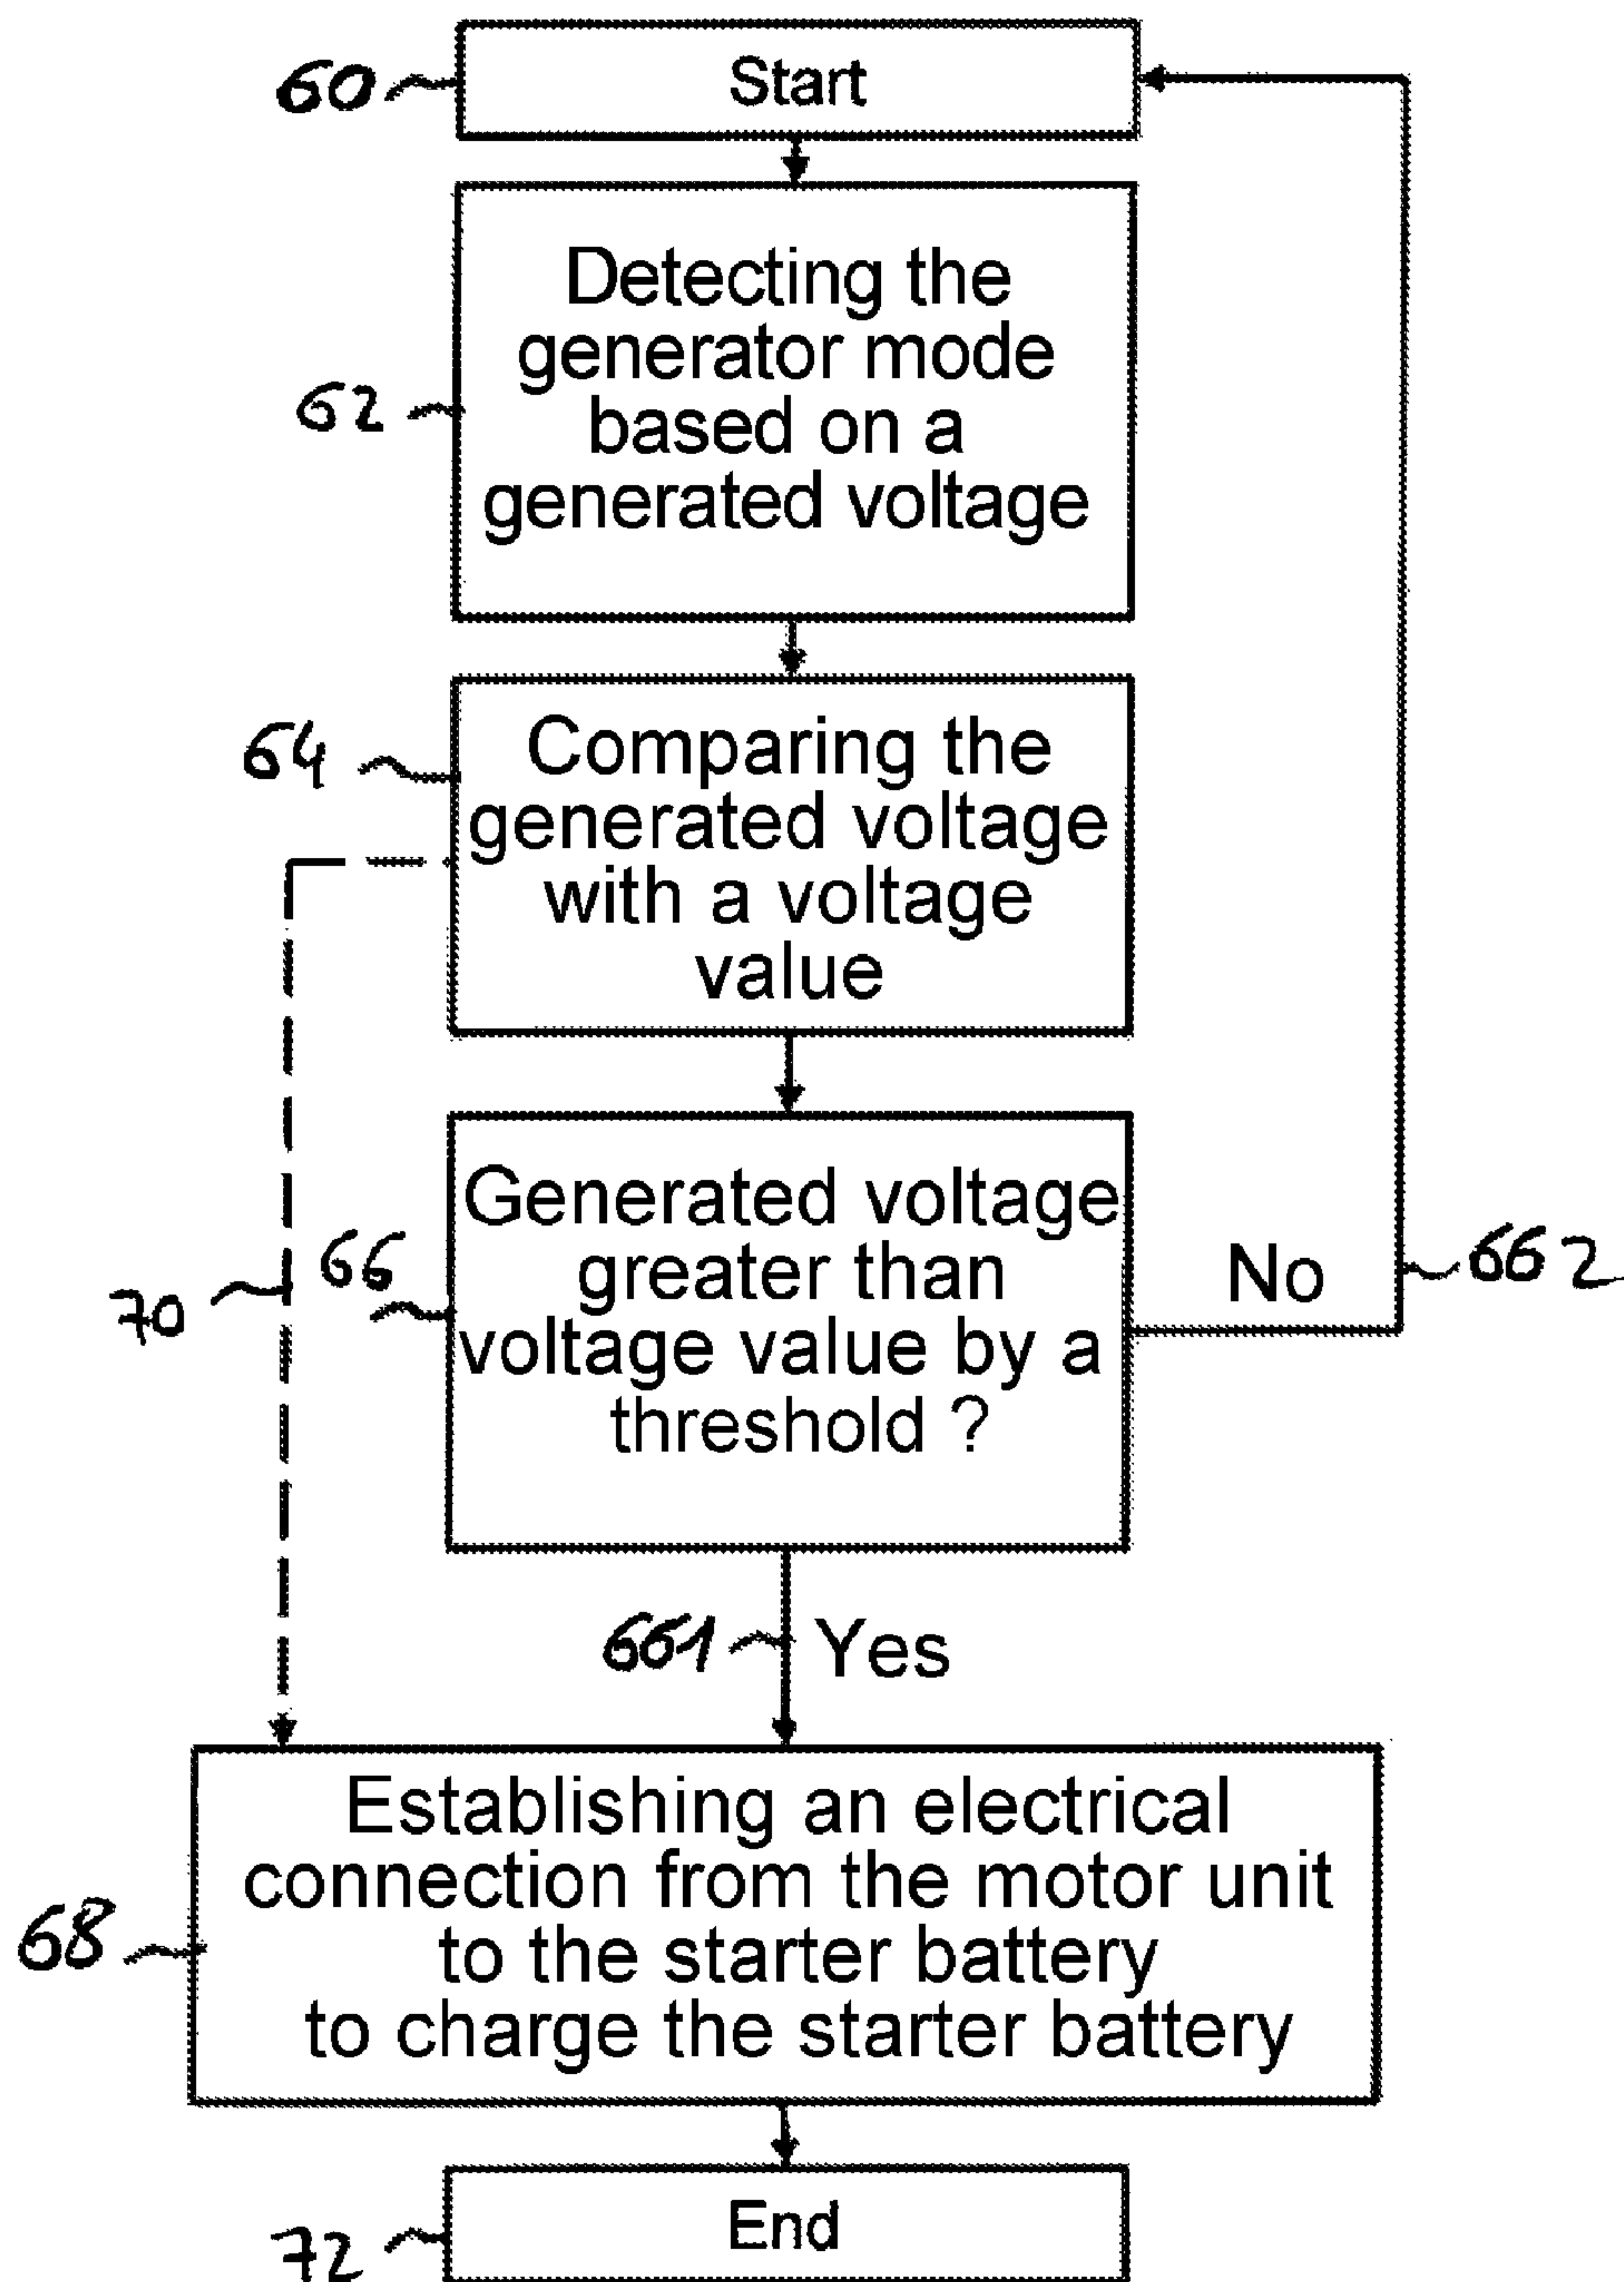 60
Start
Detecting the
generator mode
62
based on a
generated voltage
64
Comparing the
generated voltage
with a voltage
value
Generated voltage
66
greater than
No
662
70
voltage value by a
threshold ?
661
Yes
Establishing an electrical
connection from the motor unit
68
to the starter battery
to charge the starter battery
End
72